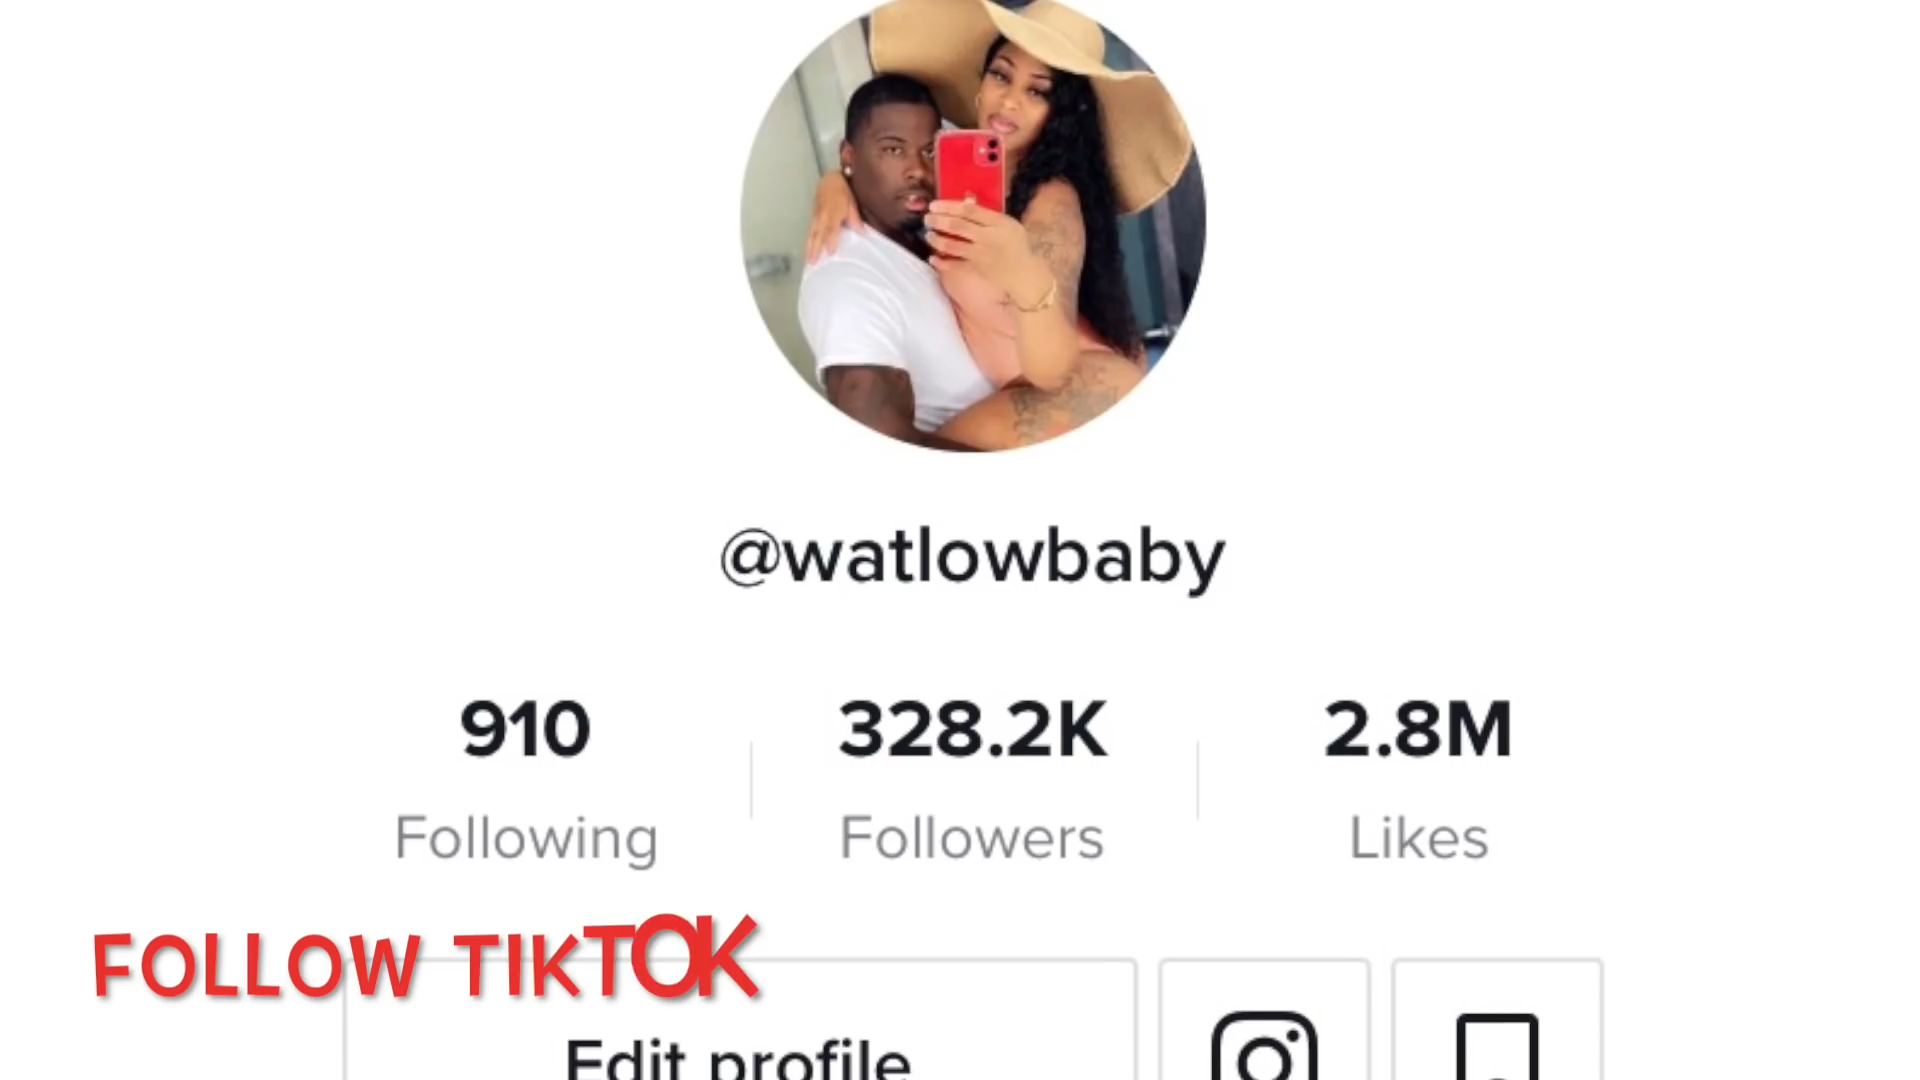 @watlowbaby
910
328.2K
2.8M
Following
Followers
Likes
FOLLOW TIKTOK
Edit profile